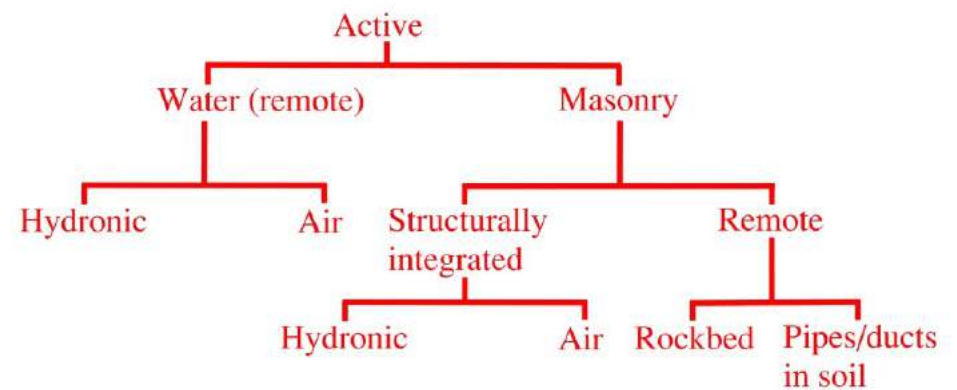 Active
Water (remote) Masonry
Hydronic Air Structurally integrated Remote
Hydronic Air Rockbed Pipes/ducts in soil